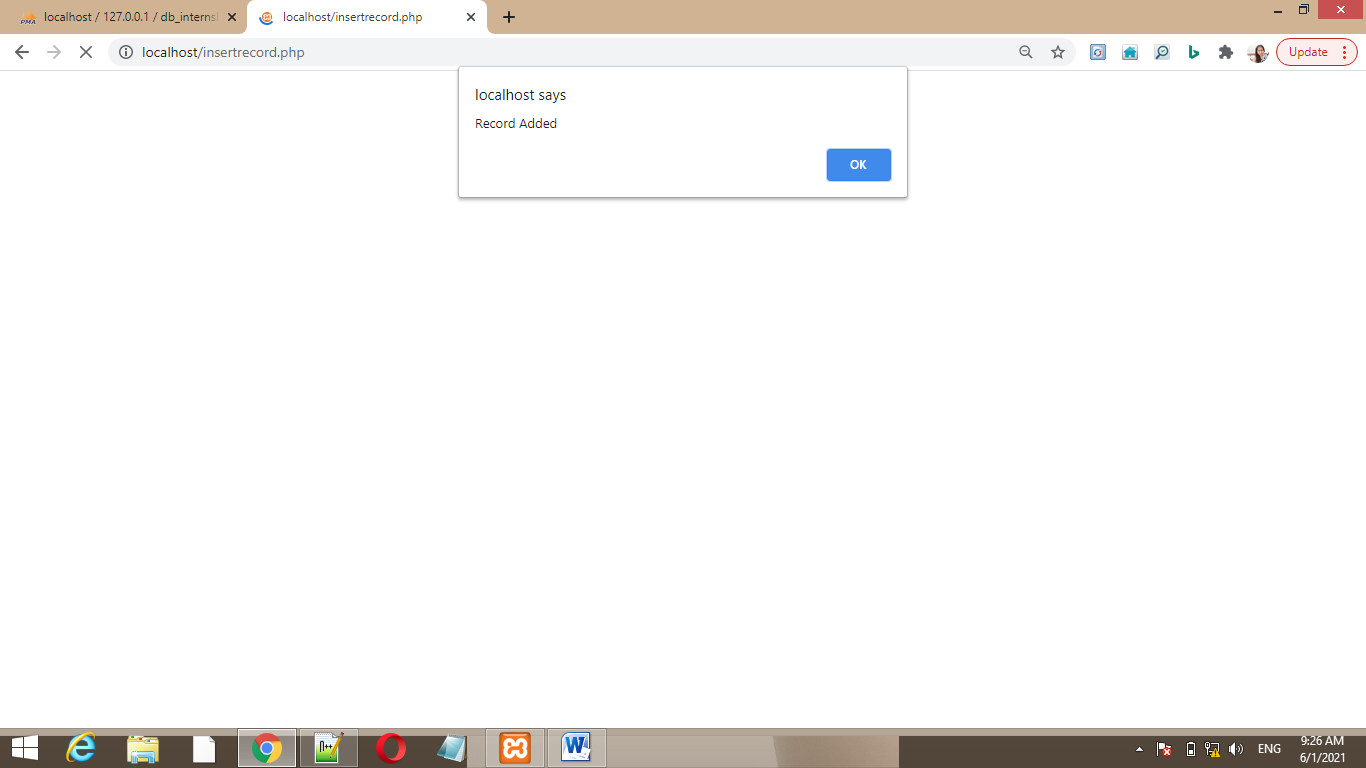 localhost / 127.0.0.1 / db_interns
localhost/insertrecord.php
localhost/insertrecord.php
Update
localhost says
Record Added
OK
ENG
9:26 AM
6/1/2021